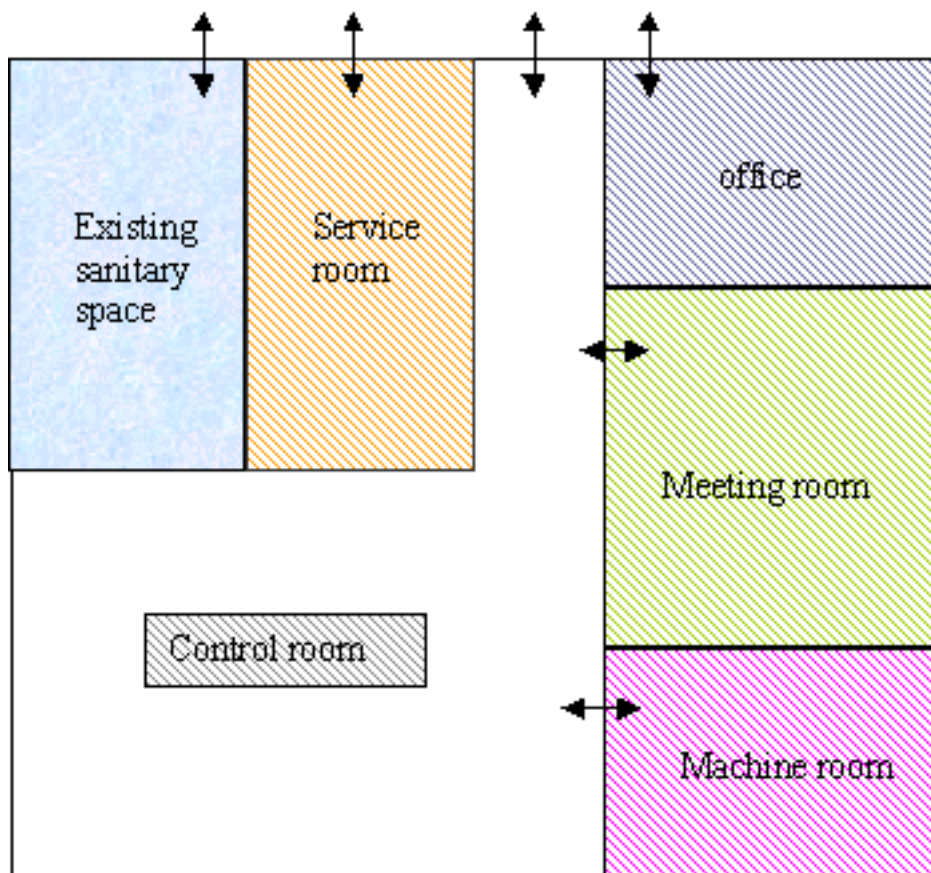 Existing
sanitary
space
Service
room
office
Meeting room
Control room
Machine room